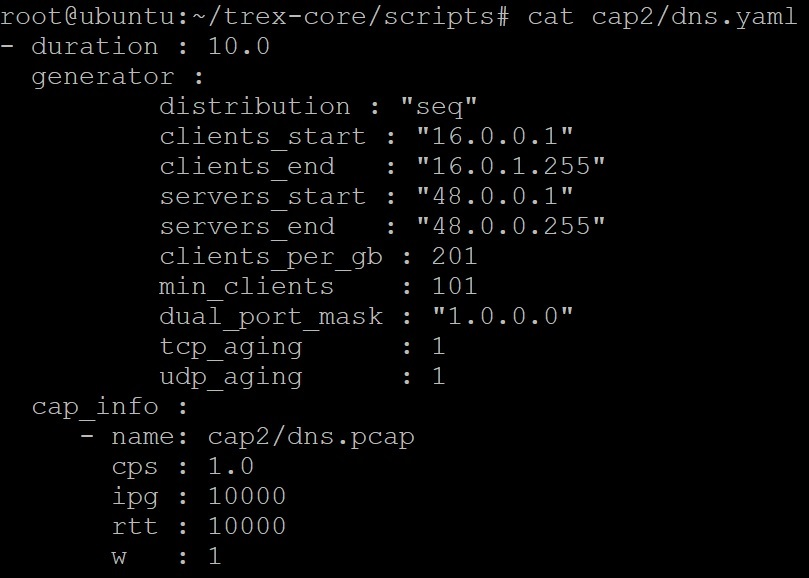 root@ubuntu:~/trex-core/scripts# cat cap2/dns.yaml
- duration : 10.0
  generator :
          distribution : "seq"
          clients_start : "16.0.0.1"
          clients_end   : "16.0.1.255"
          servers_start : "48.0.0.1"
          servers_end   : "48.0.0.255"
          clients_per_gb : 201
          min_clients    : 101
          dual_port_mask : "1.0.0.0"
          tcp_aging      : 1
          udp_aging      : 1
  cap_info :
     - name: cap2/dns.pcap
       cps : 1.0
       ipg : 10000
       rtt : 10000
       w   : 1